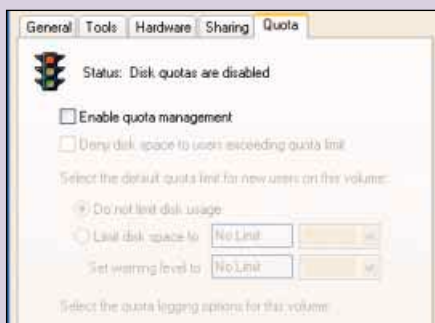 General Tools Hardware Sharing Quota
Status: Disk quotas are disabled
Enable quota management
Deny disk space to users exceeding quota limit
Select the default quota limit for new users on this volume:
Do not limit disk usage
Limit disk space to No Limit
Set warning level to No Limit
Select the quota logging options for this volume: